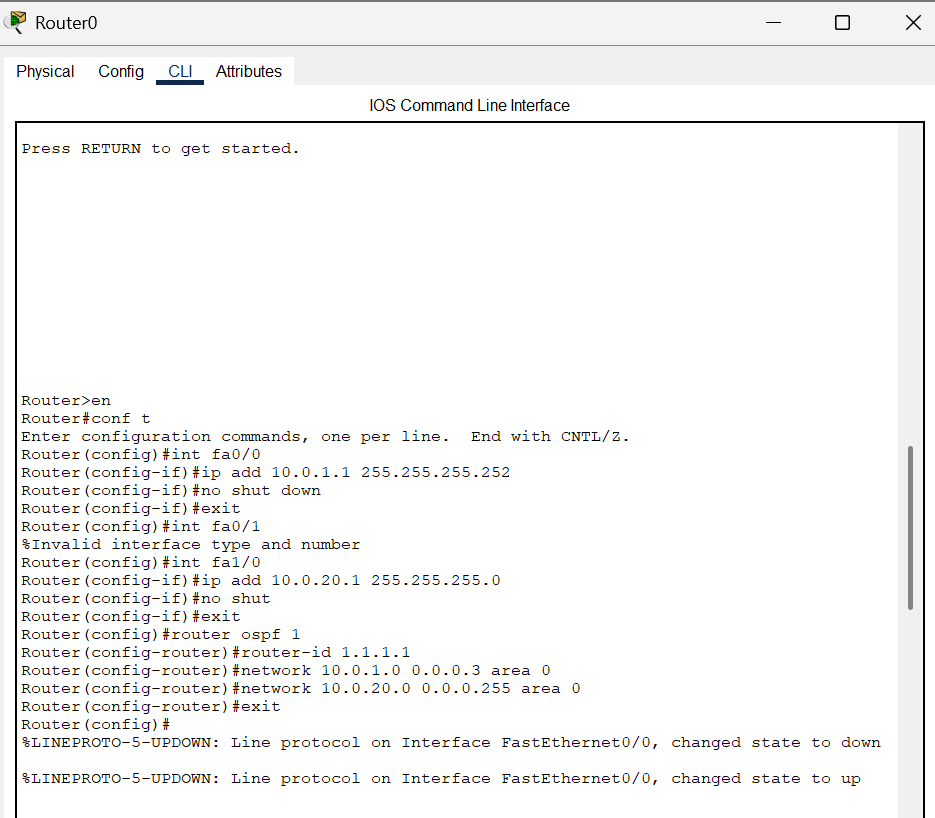 Router0
Physical Config CLI Attributes
IOS Command Line Interface
Press RETURN to get started.
Router>en
Router#conf t
Enter configuration commands, one per line.  End with CNTL/Z.
Router(config)#int fa0/0
Router(config-if)#ip add 10.0.1.1 255.255.255.252
Router(config-if)#no shut down
Router(config-if)#exit
Router(config)#int fa0/1
%Invalid interface type and number
Router(config)#int fa1/0
Router(config-if)#ip add 10.0.20.1 255.255.255.0
Router(config-if)#no shut
Router(config-if)#exit
Router(config)#router ospf 1
Router(config-router)#router-id 1.1.1.1
Router(config-router)#network 10.0.1.0 0.0.0.3 area 0
Router(config-router)#network 10.0.20.0 0.0.0.255 area 0
Router(config-router)#exit
Router(config)#
%LINEPROTO-5-UPDOWN: Line protocol on Interface FastEthernet0/0, changed state to down
%LINEPROTO-5-UPDOWN: Line protocol on Interface FastEthernet0/0, changed state to up